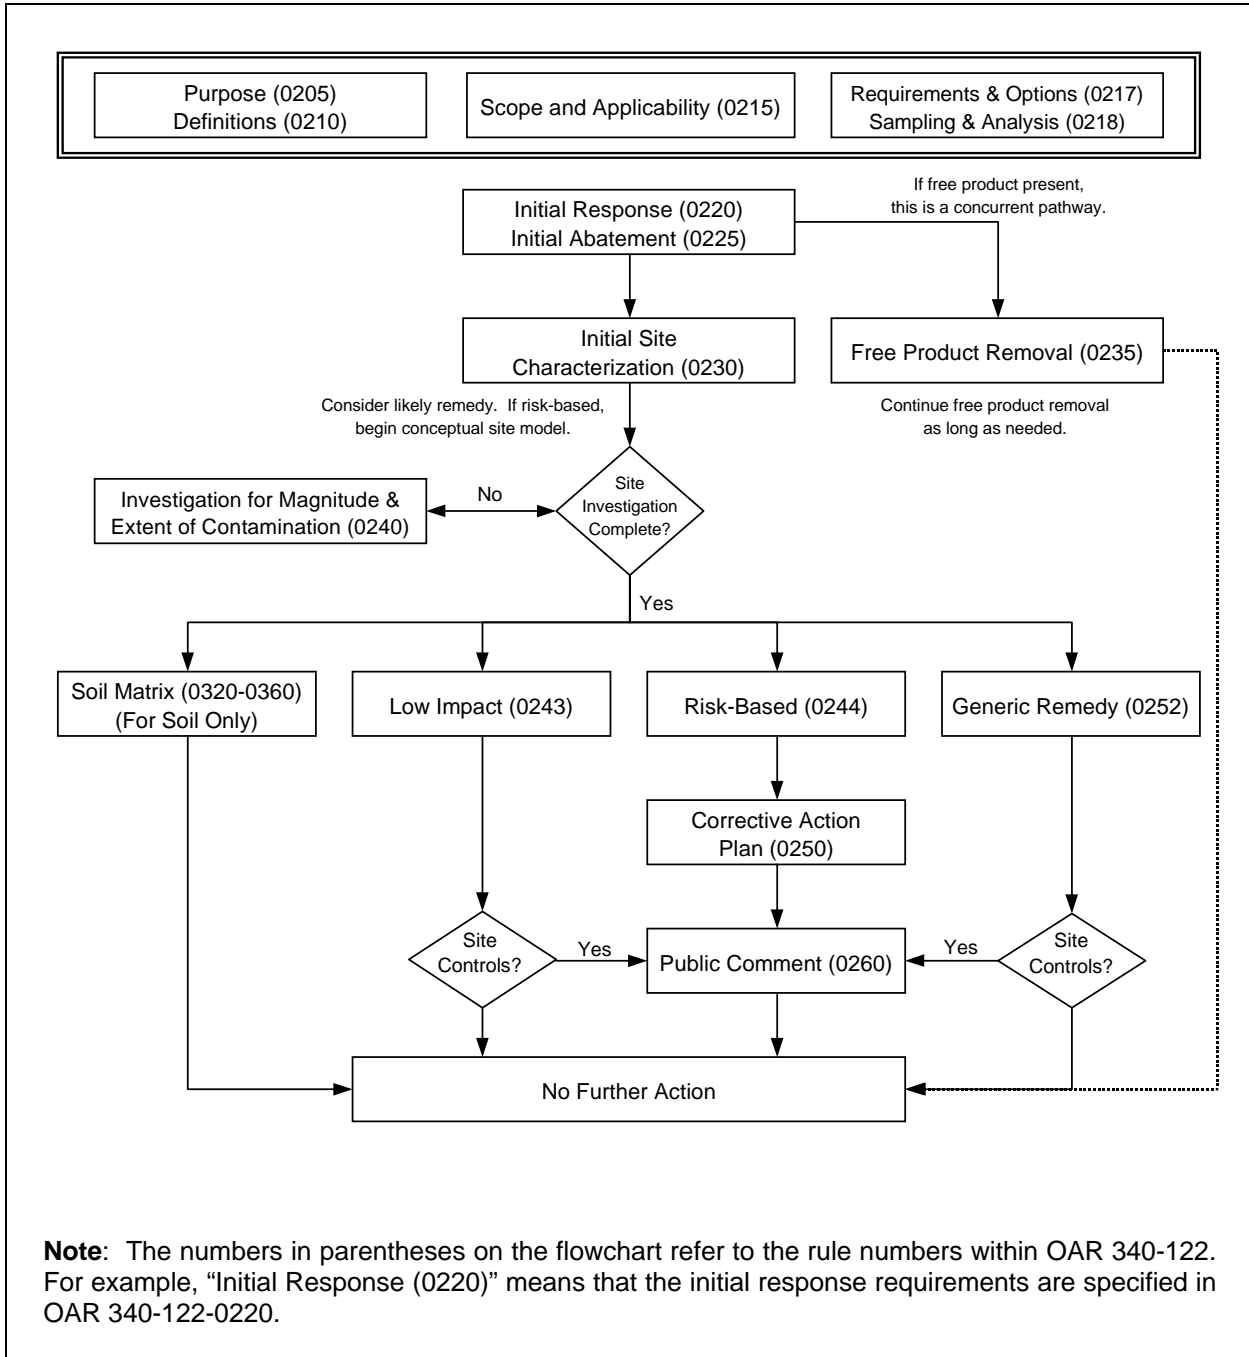 Purpose (0205)
Definitions (0210)
Scope and Applicability (0215)
Requirements & Options (0217)
Sampling & Analysis (0218)
If free product present,
this is a concurrent pathway.
Initial Response (0220)
Initial Abatement (0225)
Initial Site
Characterization (0230)
Free Product Removal (0235)
Consider likely remedy.  If risk-based,
begin conceptual site model.
Continue free product removal
as long as needed.
Investigation for Magnitude &
Extent of Contamination (0240)
No
Site
Investigation
Complete?
Yes
Soil Matrix (0320-0360)
(For Soil Only)
Low Impact (0243)
Risk-Based (0244)
Generic Remedy (0252)
Corrective Action
Plan (0250)
Site
Controls?
Yes
Public Comment (0260)
Yes
Site
Controls?
No Further Action
Note:  The numbers in parentheses on the flowchart refer to the rule numbers within OAR 340-122.
For example, “Initial Response (0220)” means that the initial response requirements are specified in
OAR 340-122-0220.